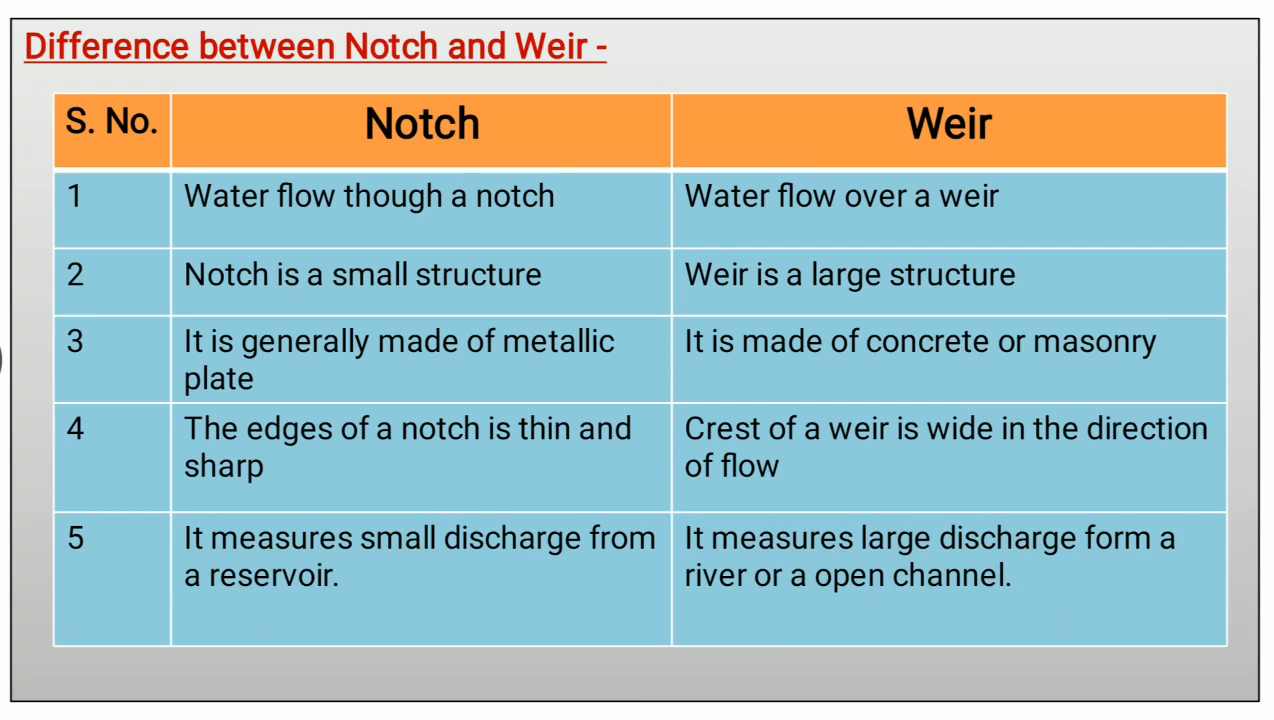 Difference between Notch and Weir -
S. No.
Notch
Weir
1
Water flow though a notch
Water flow over a weir
2
Notch is a small structure
Weir is a large structure
3
It is generally made of metallic
plate
It is made of concrete or masonry
4
The edges of a notch is thin and
sharp
Crest of a weir is wide in the direction
of flow
5
It measures small discharge from
a reservoir.
It measures large discharge form a
river or a open channel.